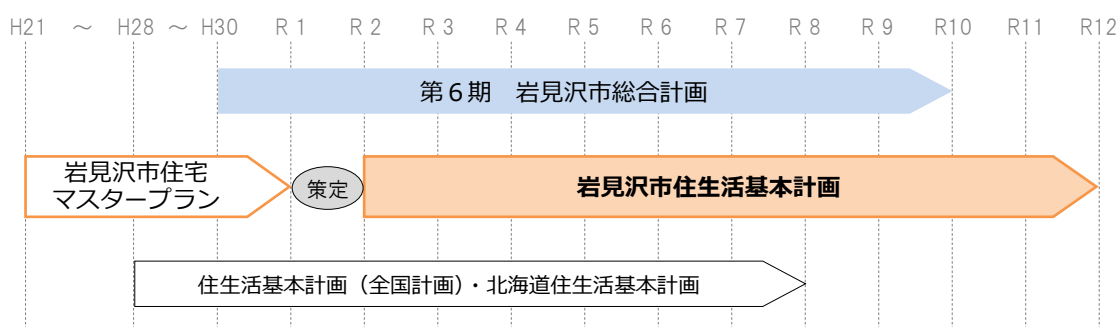 H21 ～ H28 ～ H30 R1 R2 R3 R4 R5 R6 R7 R8 R9 R10 R11 R12
第６期　岩見沢市総合計画
岩見沢市住宅
マスタープラン
策定
岩見沢市住生活基本計画
住生活基本計画（全国計画）・北海道住生活基本計画